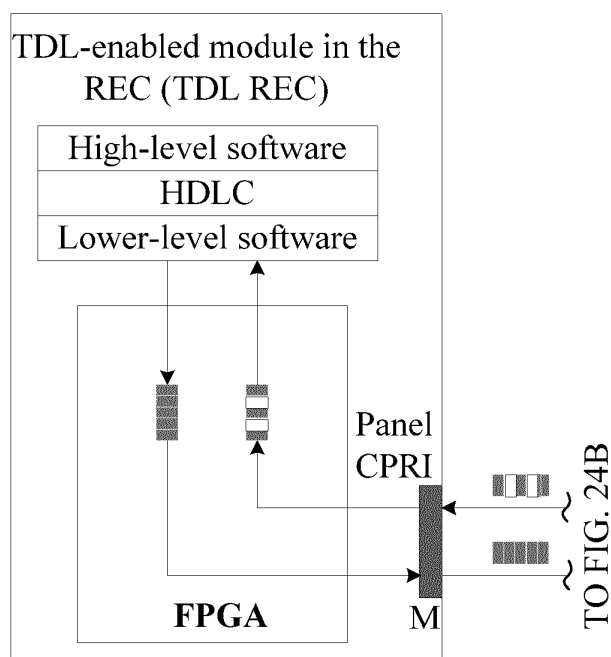 TDL-enabled module in the
REC (TDL REC)
High-level software
HDLC
Lower-level software
Panel
CPRI
FPGA
M
TO FIG. 24B